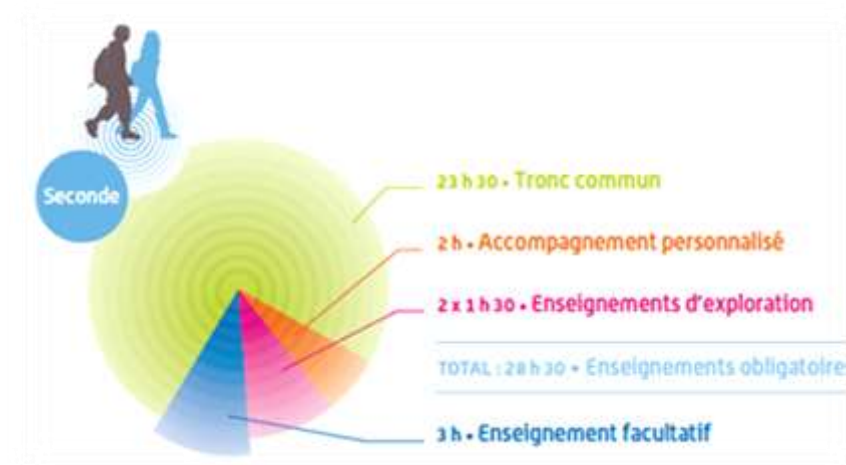 Seconde
23 h 30 • Tronc commun
2 h • Accompagnement personnalisé
2 x 1 h 30 • Enseignements d'exploration
TOTAL : 28 h 30 • Enseignements obligatoire
3 h • Enseignement facultatif